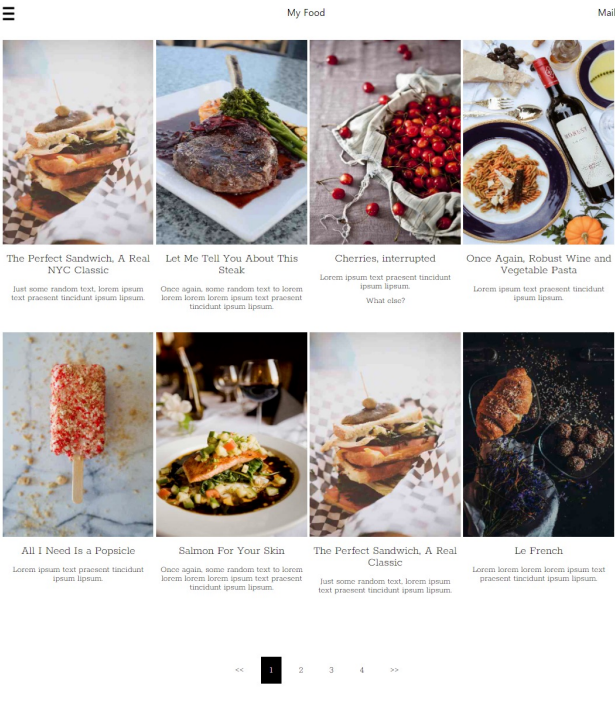 My Food
Mail
The Perfect Sandwich, A Real
NYC Classic
Just some random text, lorem ipsum
text praesent tincidunt ipsum lipsum.
Let Me Tell You About This
Steak
Once again, some random text to lorem
lorem lorem lorem ipsum text praesent
tincidunt ipsum lipsum.
Cherries, interrupted
Lorem ipsum text praesent tincidunt
ipsum lipsum.
What else?
Once Again, Robust Wine and
Vegetable Pasta
Lorem ipsum text praesent tincidunt
ipsum lipsum.
All I Need Is a Popsicle
Lorem ipsum text praesent tincidunt
ipsum lipsum.
Salmon For Your Skin
Once again, some random text to lorem
lorem lorem lorem ipsum text praesent
tincidunt ipsum lipsum.
The Perfect Sandwich, A Real
Classic
Just some random text, lorem ipsum
text praesent tincidunt ipsum lipsum.
Le French
Lorem lorem lorem lorem ipsum text
praesent tincidunt ipsum lipsum.
<< 1 2 3 4 >>